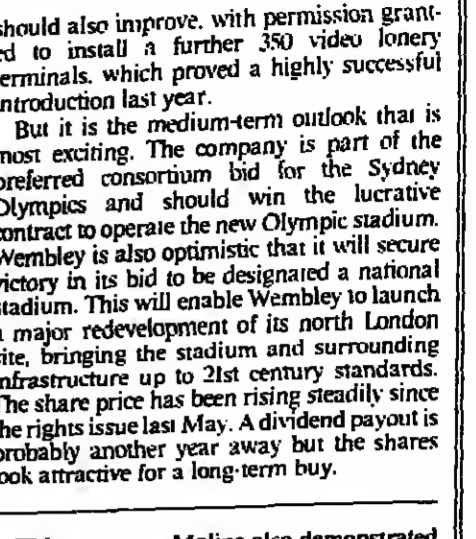 should also improve. with permission grant-
ed to install a further 350 video lonery
terminals. which proved a highly successful
introduction last year.
But it is the medium-term outlook that is
most exciting. The company is part of the
preferred consortium bid for the Sydney
Olympics and should win the lucrative
contract to operate the new Olympic stadium.
Wembley is also optimistic that it will secure
victory in its bid to be designated a national
stadium. This will enable Wembley to launch
a major redevelopment of its north London
site, bringing the stadium and surrounding
infrastructure up to 21st century standards.
The share price has been rising steadily since
the rights issue last May. A dividend payout is
probably another year away but the shares
look attractive for a long-term buy.
also demonstrated